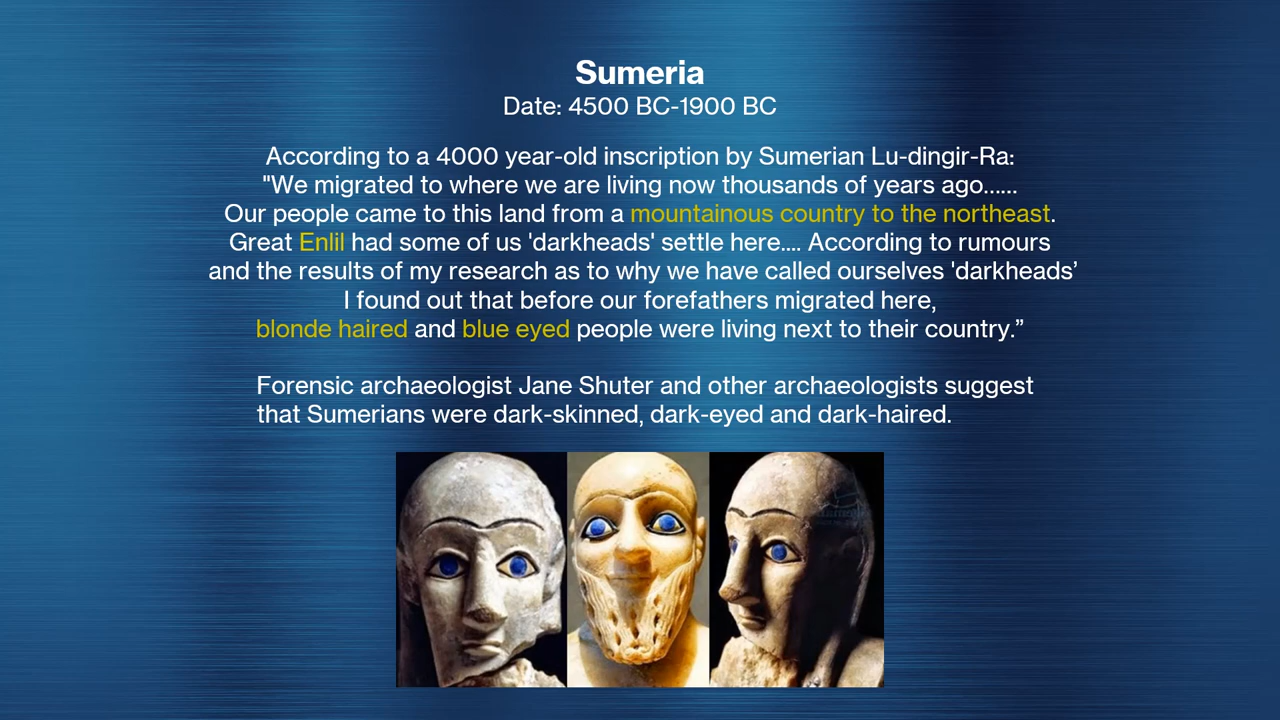 Sumeria
Date: 4500 BC-1900 BC
According to a 4000 year-old inscription by Sumerian Lu-dingir-Ra:
"We migrated to where we are living now thousands of years ago......
Our people came to this land from a mountainous country to the northeast.
Great Enlil had some of us 'darkheads' settle here.... According to rumours
and the results of my research as to why we have called ourselves 'darkheads’
I found out that before our forefathers migrated here,
blonde haired and blue eyed people were living next to their country.”
Forensic archaeologist Jane Shuter and other archaeologists suggest
that Sumerians were dark-skinned, dark-eyed and dark-haired.